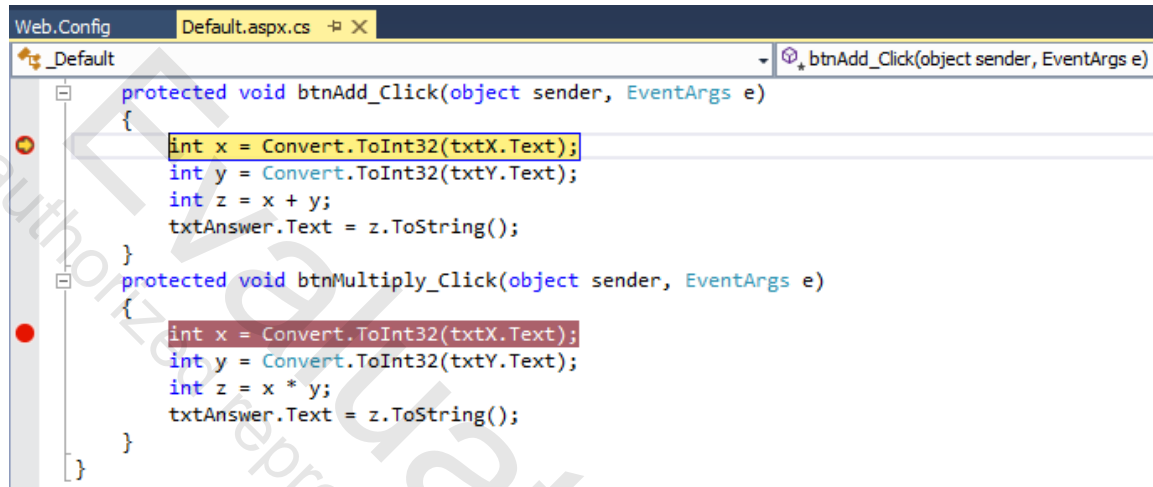 Web.Config Default.aspx.cs
_Default btnAdd_Click(object sender, EventArgs e)
protected void btnAdd_Click(object sender, EventArgs e)
{
int x = Convert.ToInt32(txtX.Text);
int y = Convert.ToInt32(txtY.Text);
int z = x + y;
txtAnswer.Text = z.ToString();
}
protected void btnMultiply_Click(object sender, EventArgs e)
{
int x = Convert.ToInt32(txtX.Text);
int y = Convert.ToInt32(txtY.Text);
int z = x * y;
txtAnswer.Text = z.ToString();
}
}